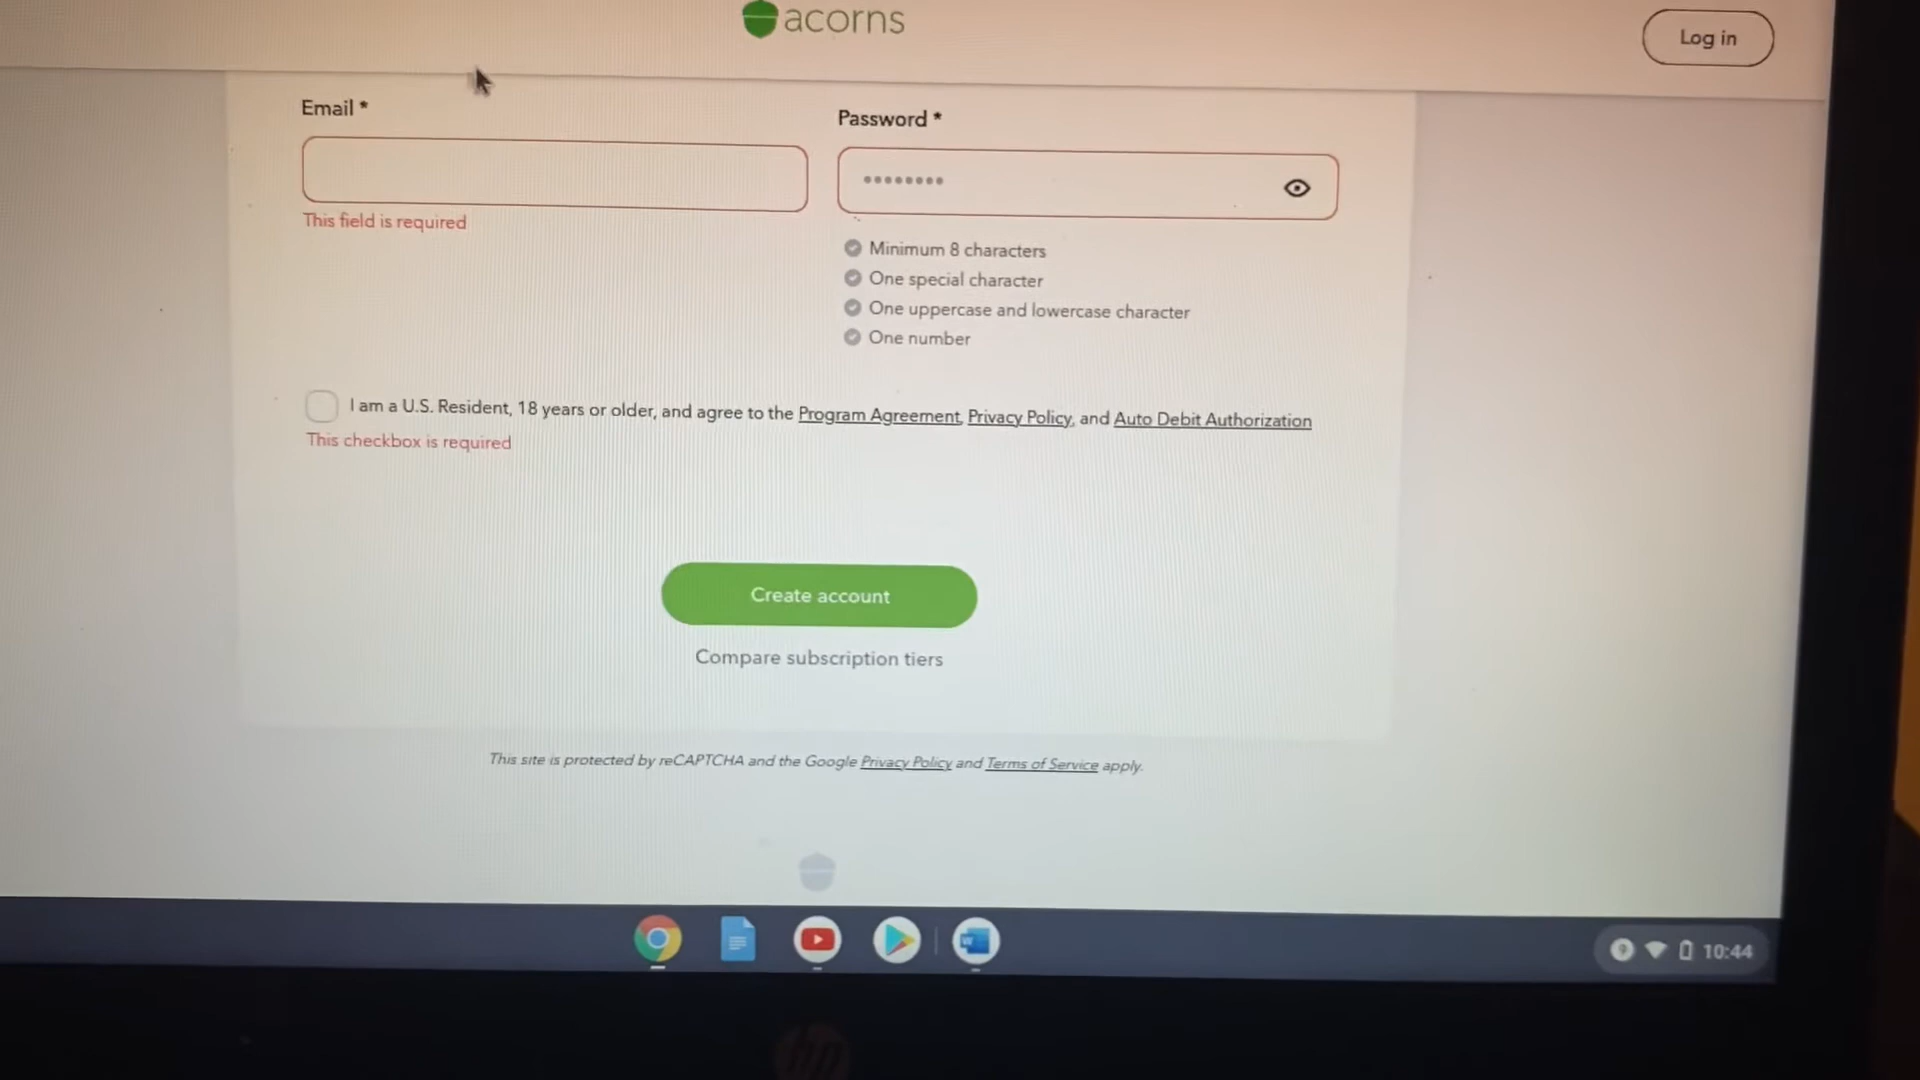 acorns
Log in
Email *
Password *
••••••••
This field is required
Minimum 8 characters
One special character
One uppercase and lowercase character
One number
I am a U.S. Resident, 18 years or older, and agree to the Program Agreement, Privacy Policy, and Auto Debit Authorization
This checkbox is required
Create account
Compare subscription tiers
This site is protected by reCAPTCHA and the Google Privacy Policy and Terms of Service apply.
W
10:44
hp